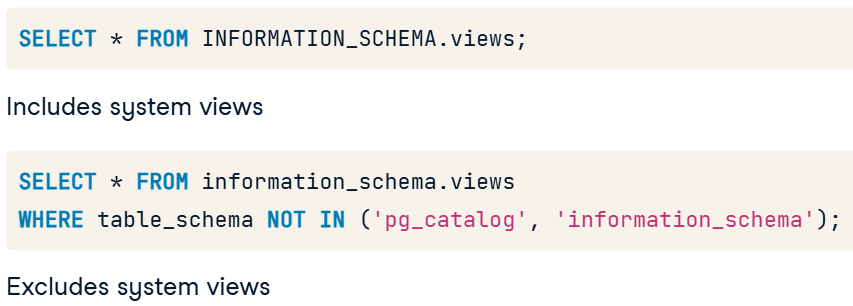 SELECT * FROM INFORMATION_SCHEMA.views;
Includes system views
SELECT * FROM information_schema.views
WHERE table_schema NOT IN ('pg_catalog', 'information_schema');
Excludes system views